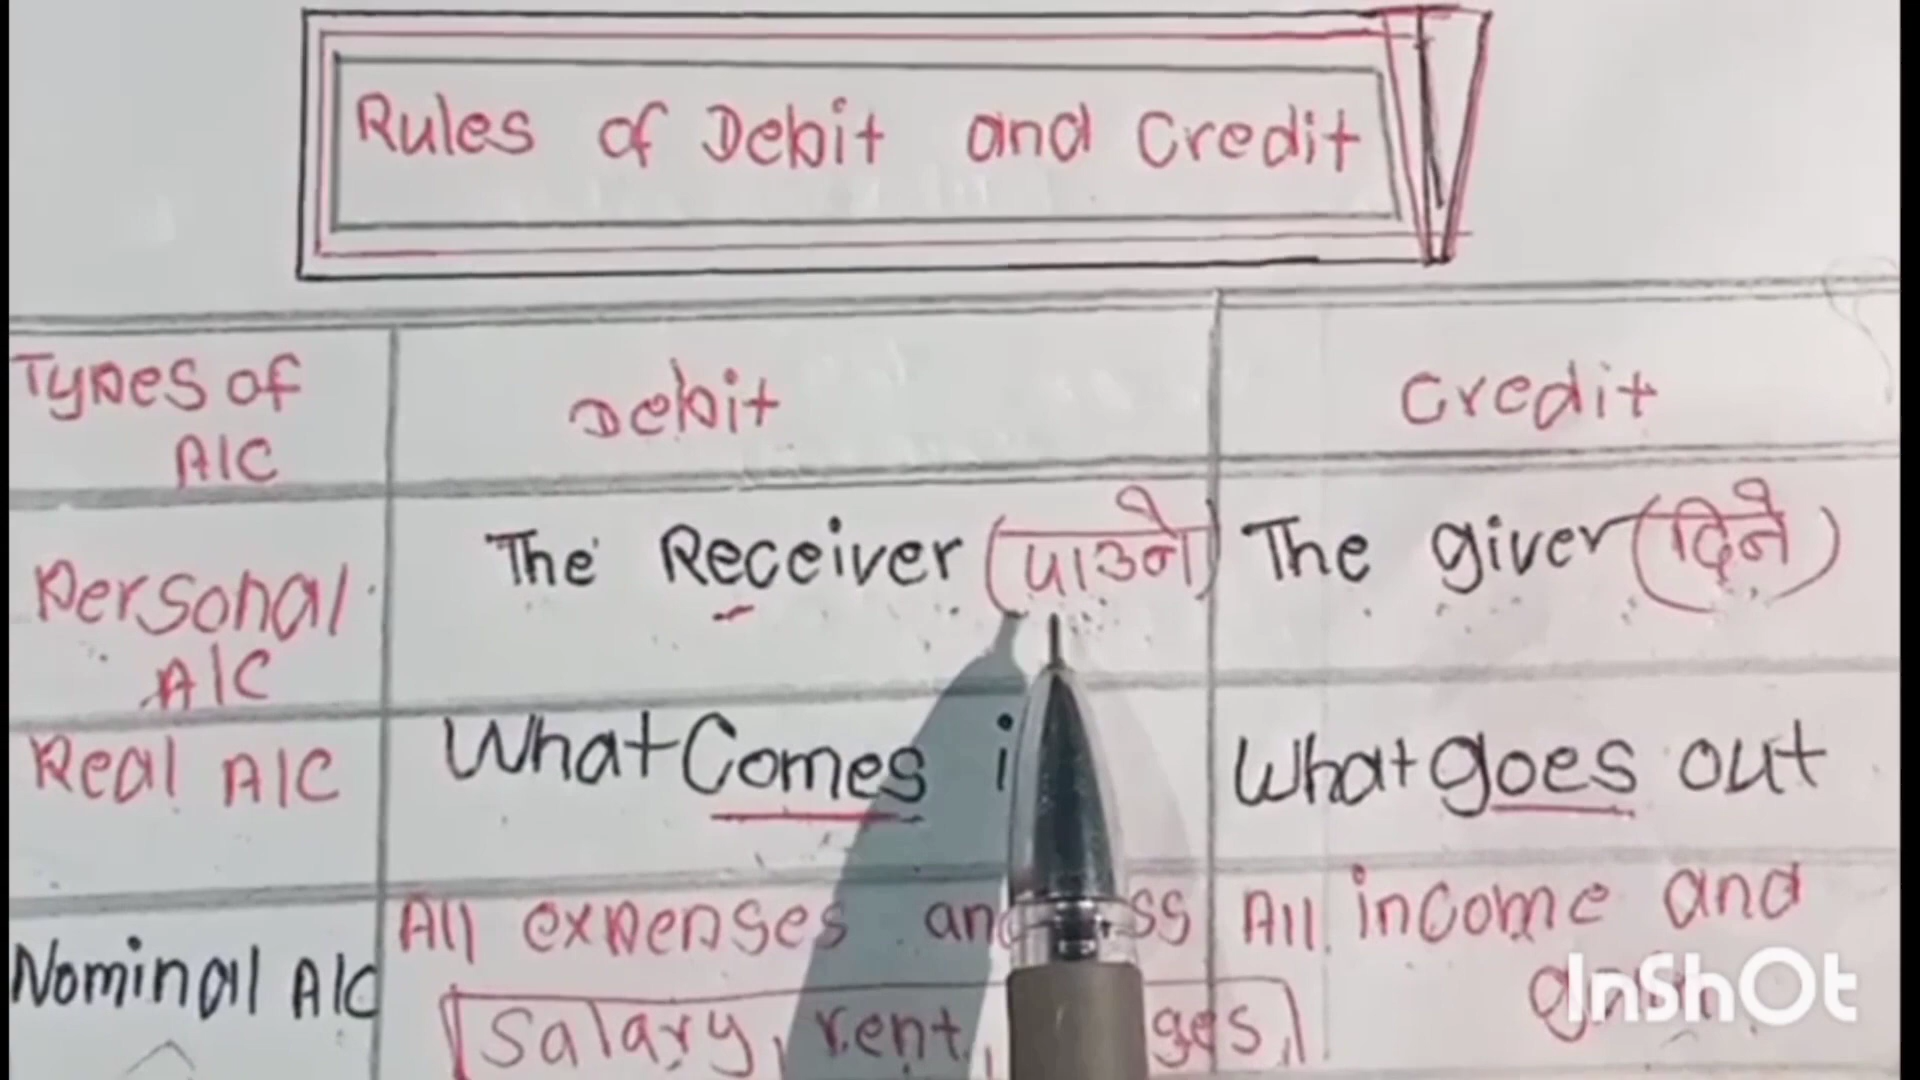 Rules of Debit and Credit
Types of A/C
Debit
Credit
Personal A/C
The Receiver (पाउने)
The giver (दिने)
Real A/C
What Comes
What goes out
Nominal A/C
All expenses
All income and
Salary, rent,
InShOt